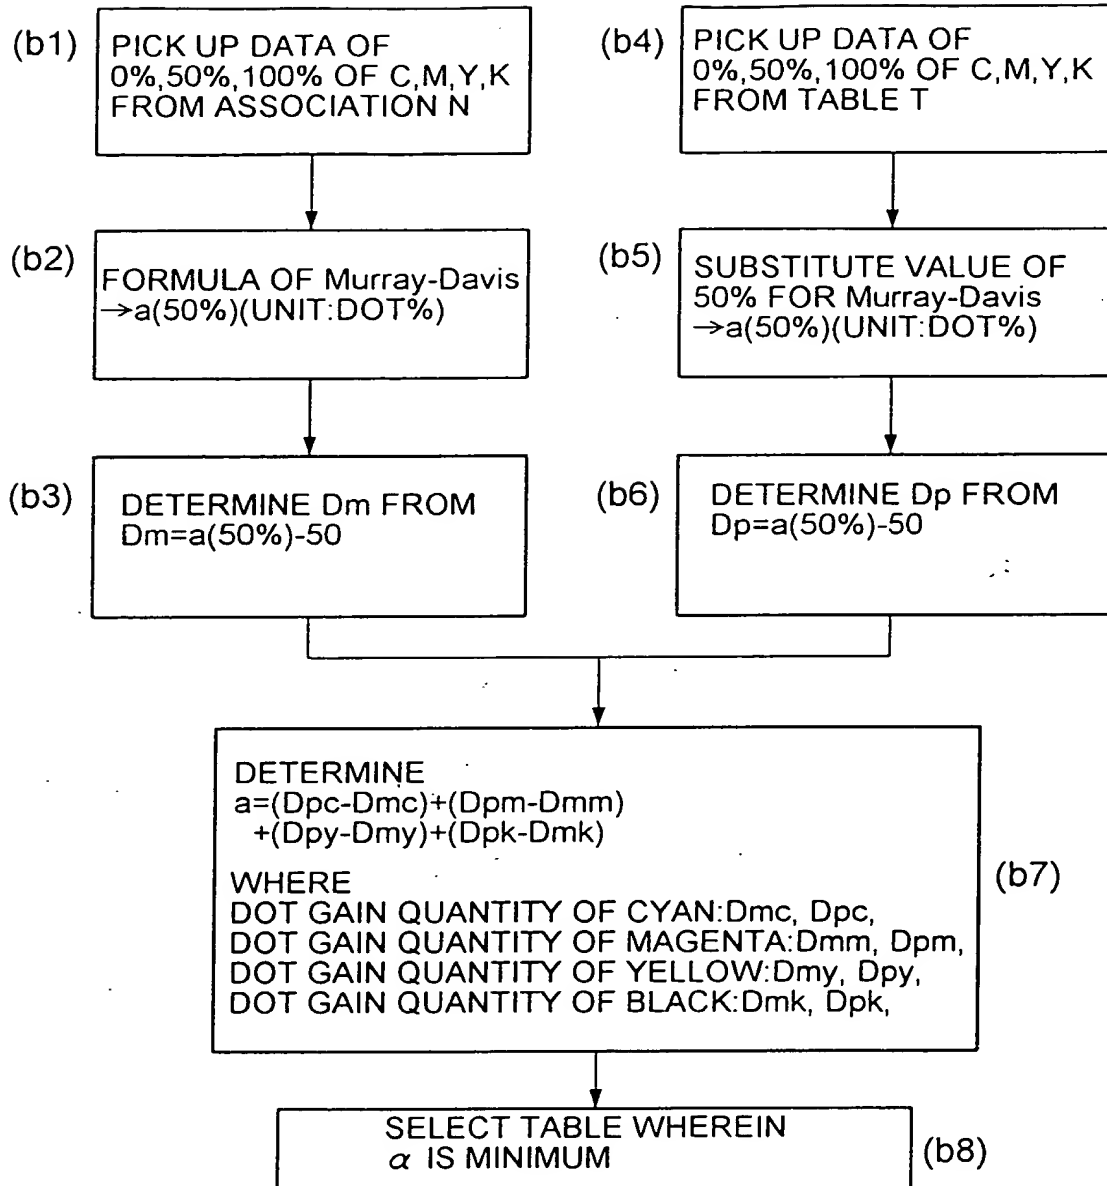 (b1)
PICK UP DATA OF
0%,50%,100% OF C,M,Y,K
FROM ASSOCIATION N
(b4)
PICK UP DATA OF
0%,50%,100% OF C,M,Y,K
FROM TABLE T
(b2)
FORMULA OF Murray-Davis
→a(50%)(UNIT:DOT%)
(b5)
SUBSTITUTE VALUE OF
50% FOR Murray-Davis
→a(50%)(UNIT:DOT%)
(b3)
DETERMINE Dm FROM
Dm=a(50%)-50
(b6)
DETERMINE Dp FROM
Dp=a(50%)-50
DETERMINE
a=(Dpc-Dmc)+(Dpm-Dmm)
+(Dpy-Dmy)+(Dpk-Dmk)
WHERE
DOT GAIN QUANTITY OF CYAN:Dmc, Dpc,
DOT GAIN QUANTITY OF MAGENTA:Dmm, Dpm,
DOT GAIN QUANTITY OF YELLOW:Dmy, Dpy,
DOT GAIN QUANTITY OF BLACK:Dmk, Dpk,
(b7)
SELECT TABLE WHEREIN
α IS MINIMUM
(b8)